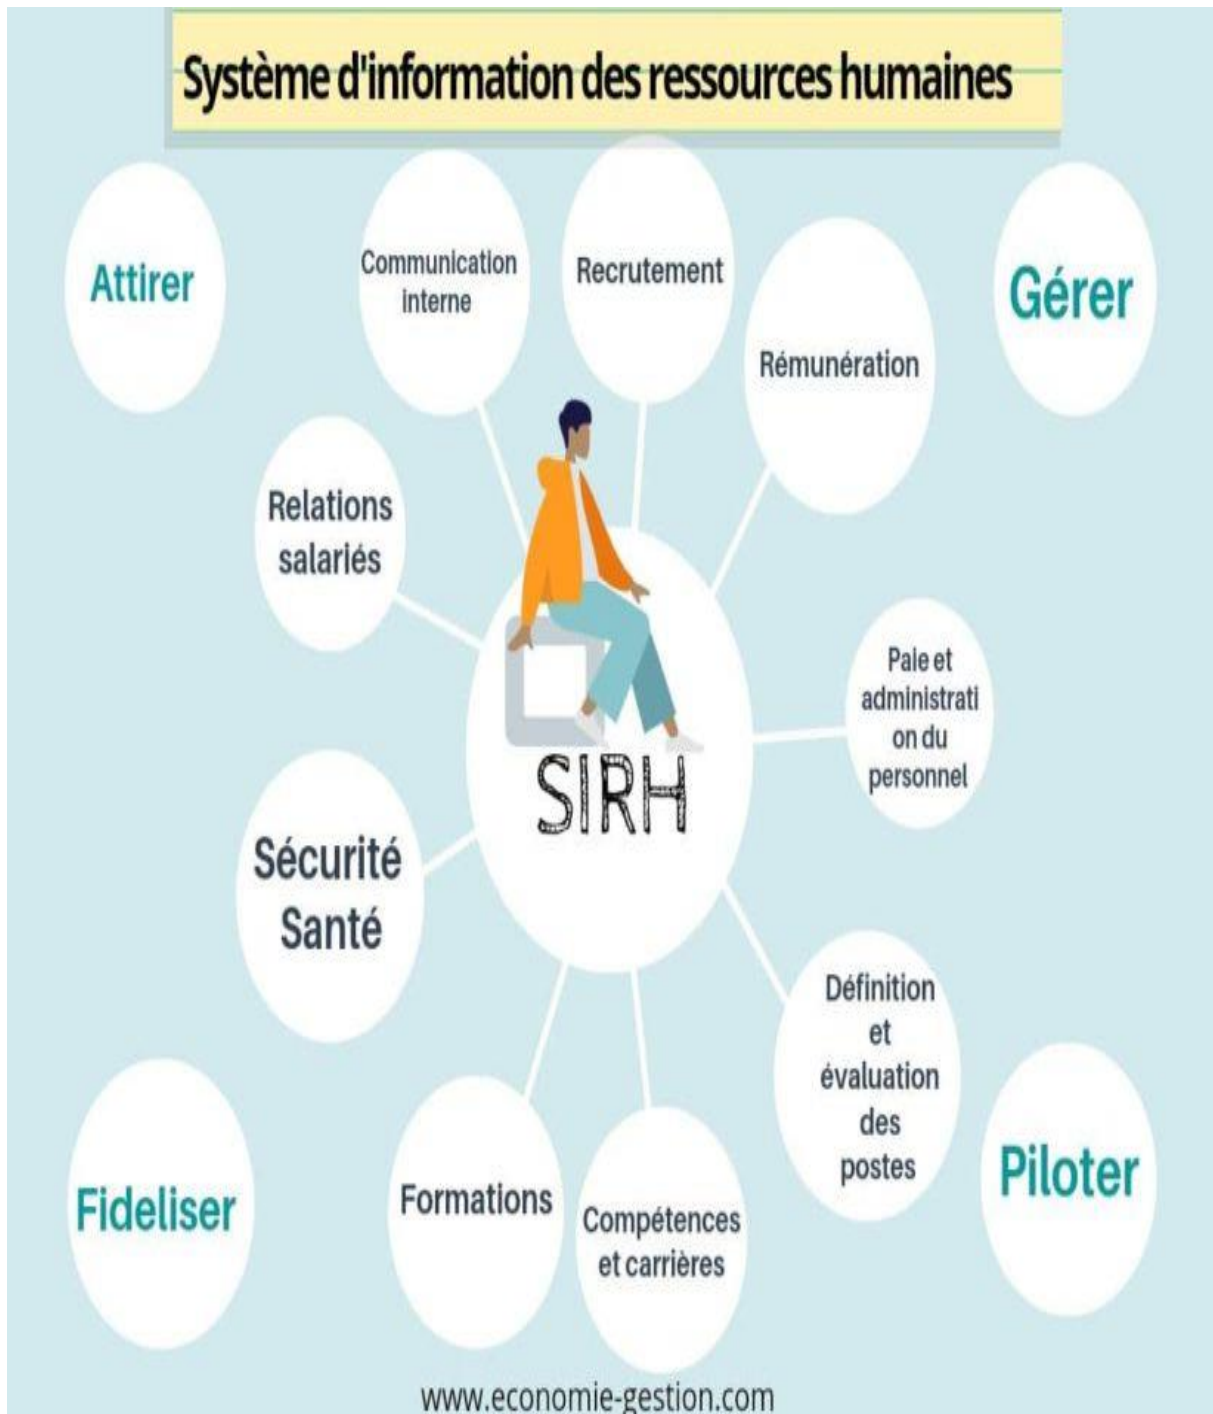 Système d'information des ressources humaines
Attirer
Communication
interne
Recrutement
Rémunération
Gérer
Relations
salariés
Paie et
administrati
on du
personnel
SIRH
Sécurité
Santé
Définition
et
évaluation
des
postes
Fideliser
Formations
Compétences
et carrières
Piloter
www.economie-gestion.com